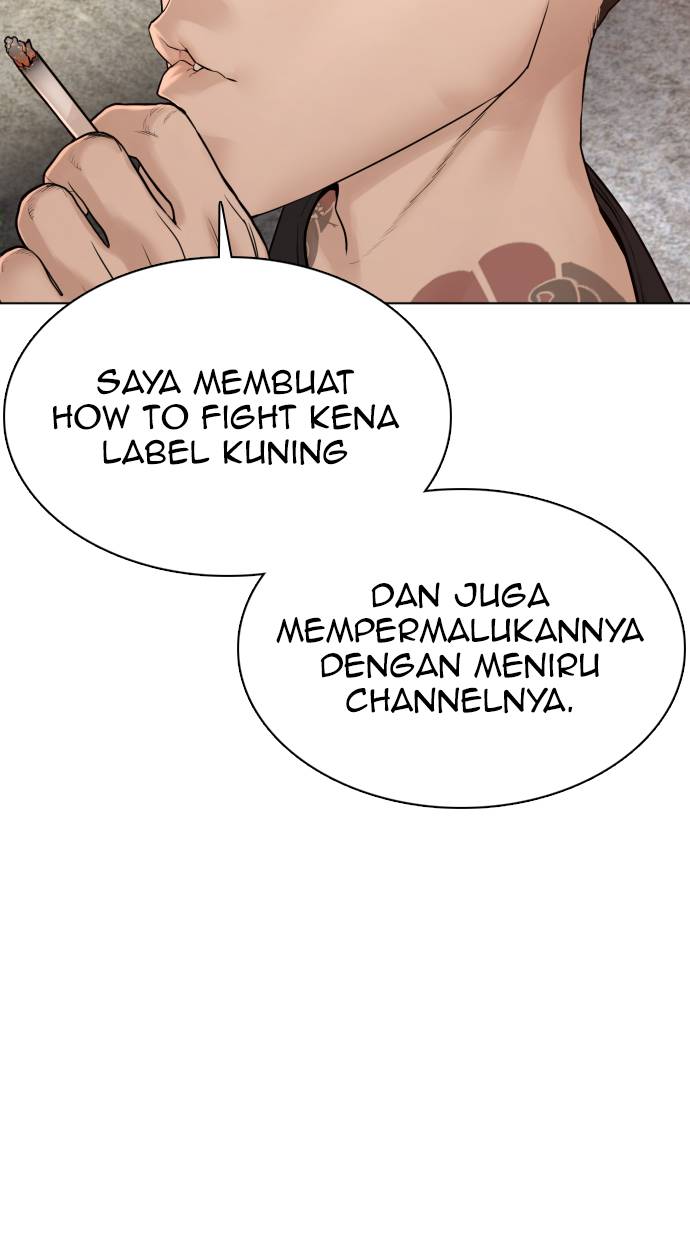 SAYA MEMBUAT
HOW TO FIGHT KENA
LABEL KUNING
DAN JUGA
MEMPERMALUKANNYA
DENGAN MENIRU
CHANNELNYA.